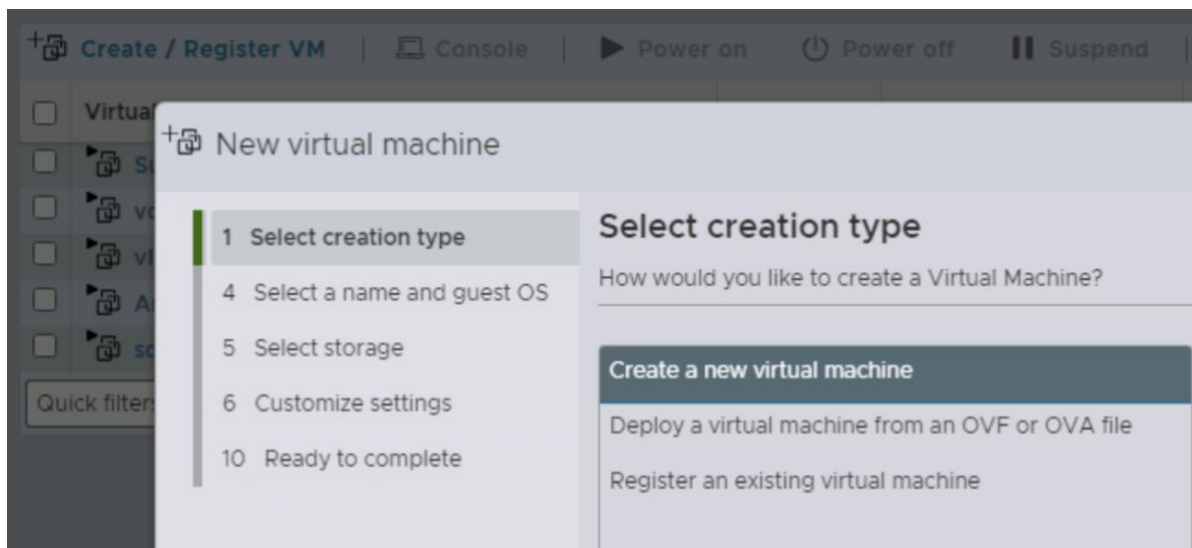 Create / Register VM | Console | Power on Power off Suspend |
Virtual
New virtual machine
1 Select creation type
4 Select a name and guest OS
5 Select storage
6 Customize settings
10 Ready to complete
Select creation type
How would you like to create a Virtual Machine?
Create a new virtual machine
Deploy a virtual machine from an OVF or OVA file
Register an existing virtual machine
Quick filter